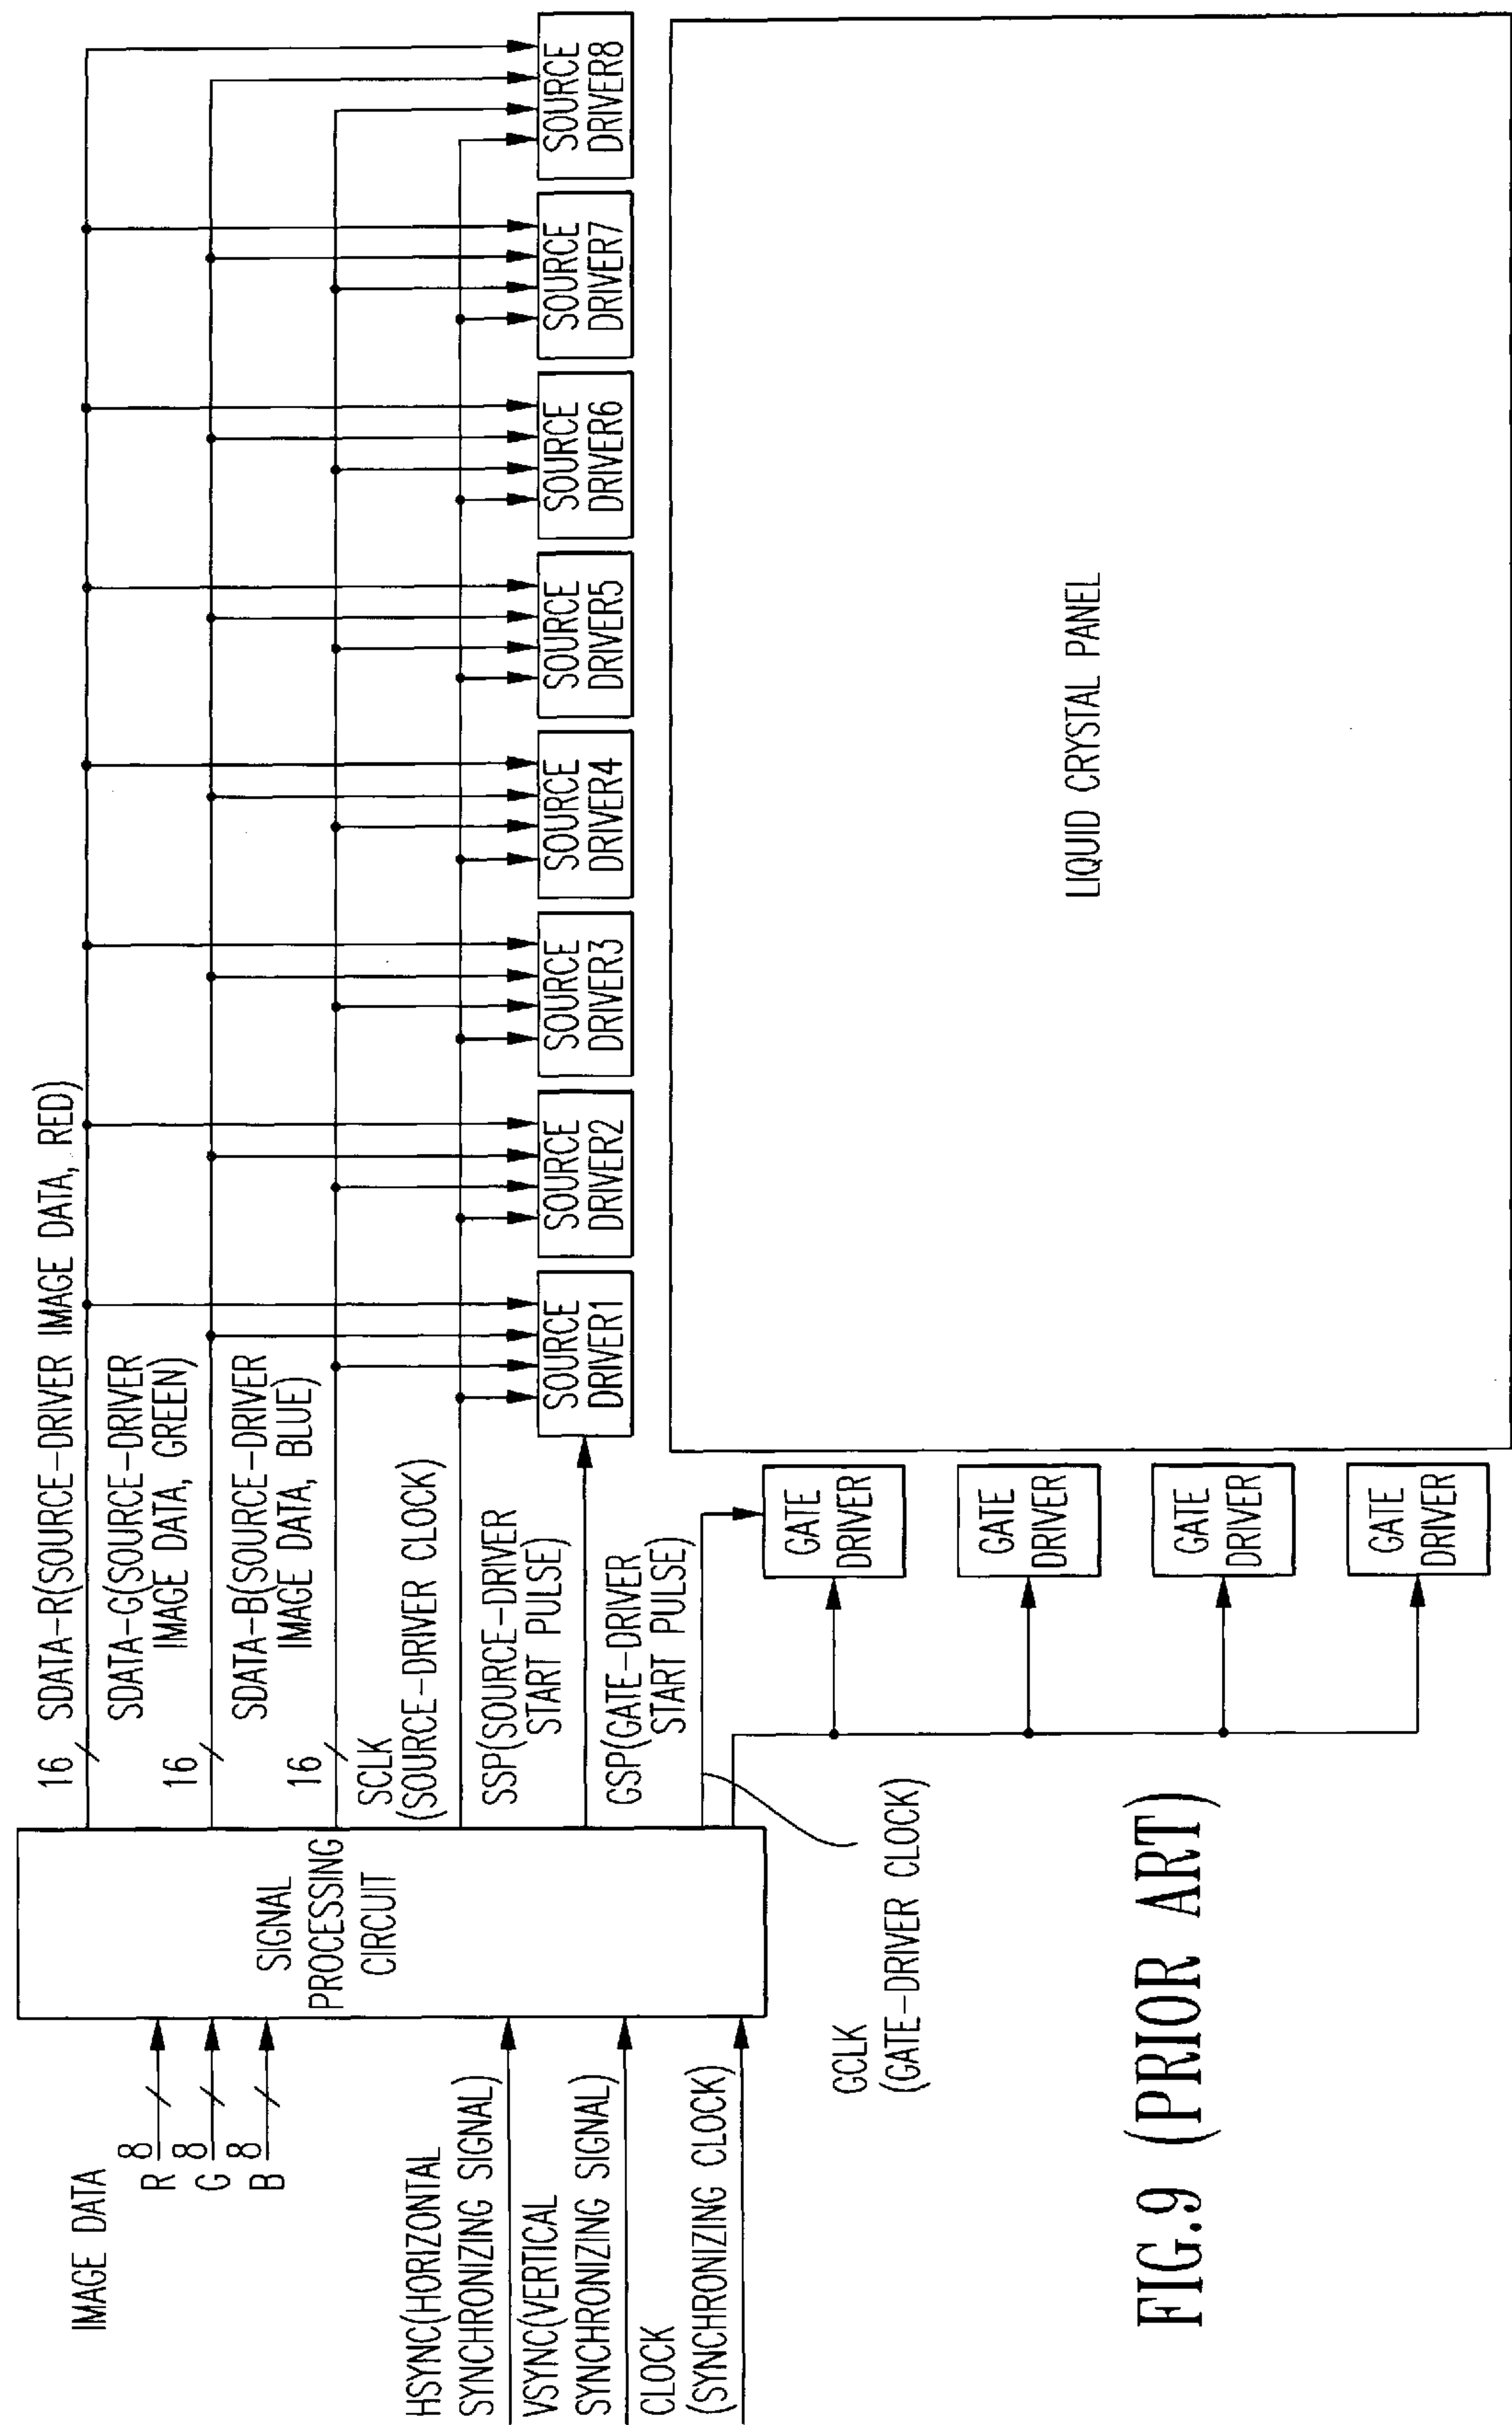 IMAGE DATA
R 8
G 8
B 8
HSYNC(HORIZONTAL
SYNCHRONIZING SIGNAL)
VSYNC(VERTICAL
SYNCHRONIZING SIGNAL)
CLOCK
(SYNCHRONIZING CLOCK)
SIGNAL
PROCESSING
CIRCUIT
16 SDATA-R(SOURCE-DRIVER IMAGE DATA, RED)
16 SDATA-G(SOURCE-DRIVER
IMAGE DATA, GREEN)
16 SDATA-B(SOURCE-DRIVER
IMAGE DATA, BLUE)
SCLK
(SOURCE-DRIVER CLOCK)
SSP(SOURCE-DRIVER
START PULSE)
GSP(GATE-DRIVER
START PULSE)
GCLK
(GATE-DRIVER CLOCK)
SOURCE
DRIVER1
SOURCE
DRIVER2
SOURCE
DRIVER3
SOURCE
DRIVER4
SOURCE
DRIVER5
SOURCE
DRIVER6
SOURCE
DRIVER7
SOURCE
DRIVER8
GATE
DRIVER
GATE
DRIVER
GATE
DRIVER
GATE
DRIVER
LIQUID CRYSTAL PANEL
FIG.9 (PRIOR ART)